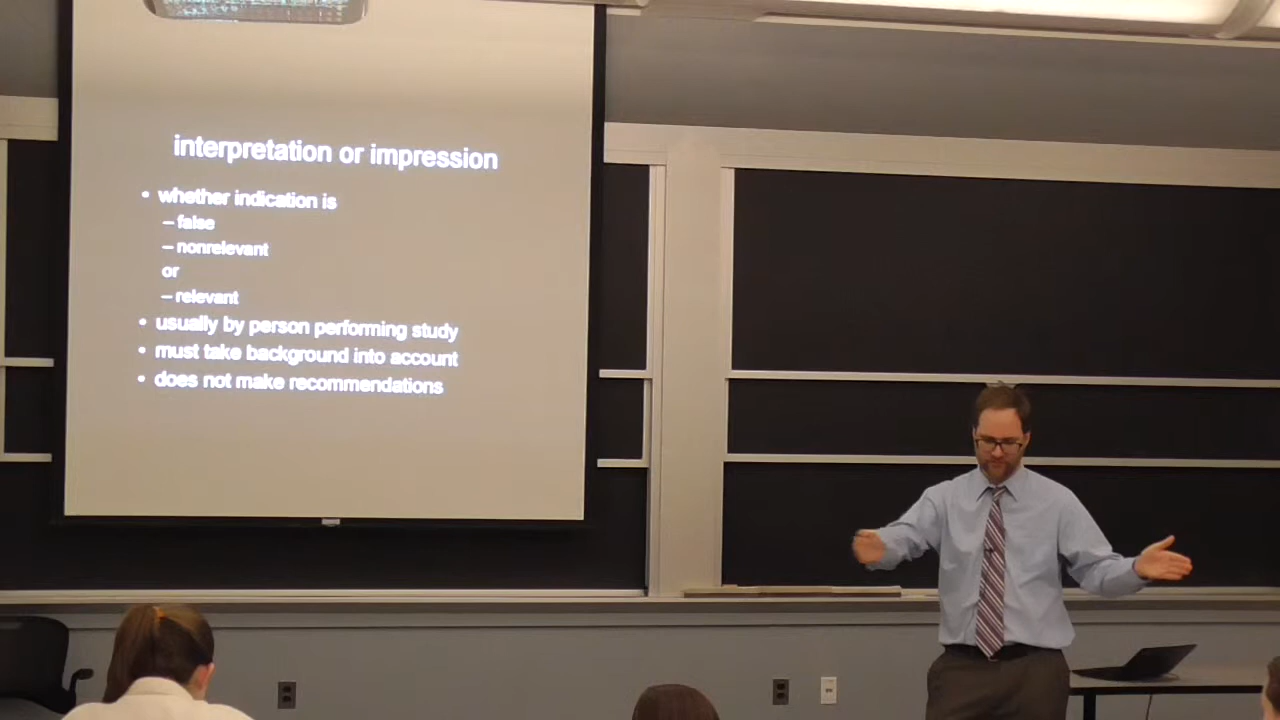 interpretation or impression
• whether indication is
– false
– nonrelevant
or
– relevant
• usually by person performing study
• must take background into account
• does not make recommendations